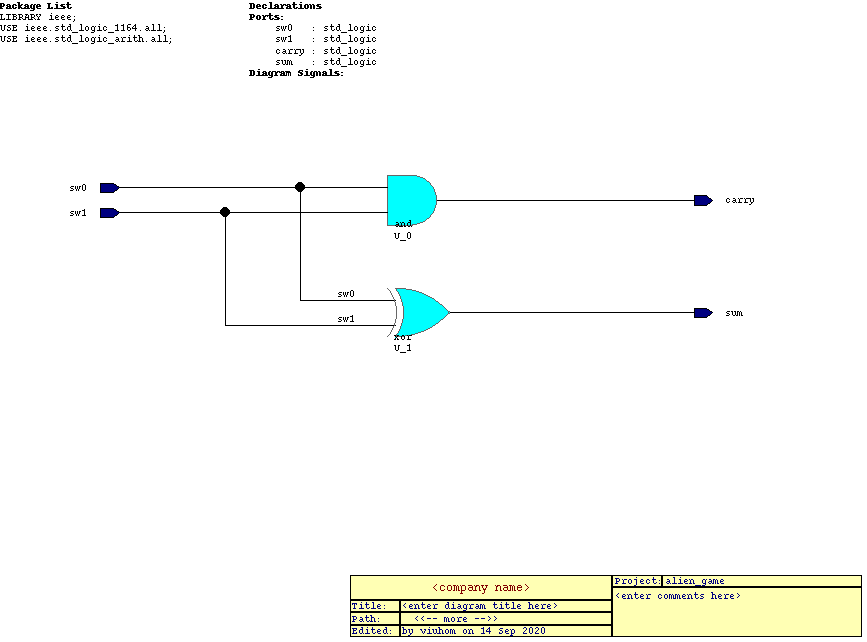 Package List
LIBRARY ieee;
USE ieee.std_logic_1164.all;
USE ieee.std_logic_arith.all;
Declarations
Ports:
sw0 : std_logic
sw1 : std_logic
carry : std_logic
sum : std_logic
Diagram Signals:
sw0
sw1
and
U_0
carry
sw0
sw1
xor
U_1
sum
<company name>
Title: <enter diagram title here>
Path: <<-- more -->>
Edited: by viuhom on 14 Sep 2020
Project: alien_game
<enter comments here>